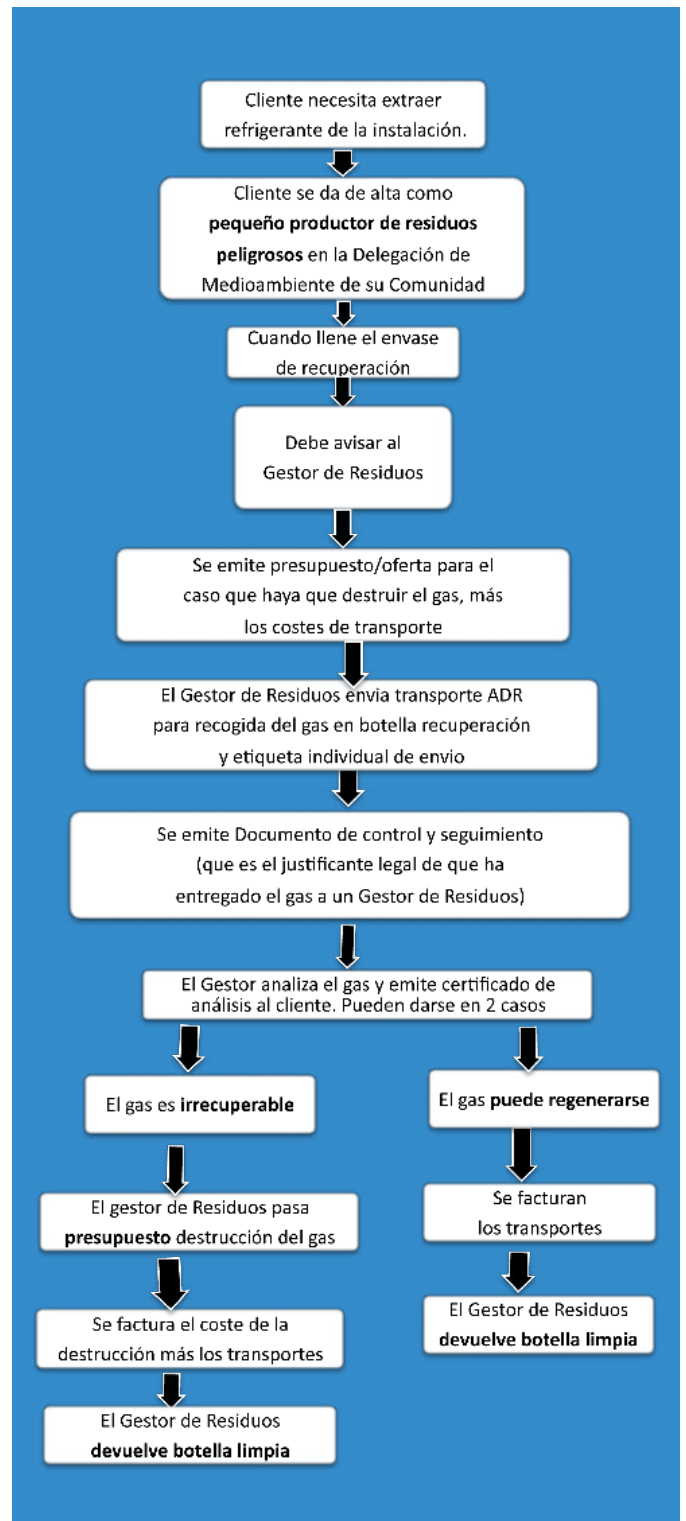 Cliente necesita extraer
refrigerante de la instalación.
Cliente se da de alta como
pequeño productor de residuos
peligrosos en la Delegación de
Medioambiente de su Comunidad
Cuando llene el envase
de recuperación
Debe avisar al
Gestor de Residuos
Se emite presupuesto/oferta para el
caso que haya que destruir el gas, más
los costes de transporte
El Gestor de Residuos envia transporte ADR
para recogida del gas en botella recuperación
y etiqueta individual de envio
Se emite Documento de control y seguimiento
(que es el justificante legal de que ha
entregado el gas a un Gestor de Residuos)
El Gestor analiza el gas y emite certificado de
análisis al cliente. Pueden darse en 2 casos
El gas es irrecuperable
El gestor de Residuos pasa
presupuesto destrucción del gas
Se factura el coste de la
destrucción más los transportes
El Gestor de Residuos
devuelve botella limpia
El gas puede regenerarse
Se facturan
los transportes
El Gestor de Residuos
devuelve botella limpia